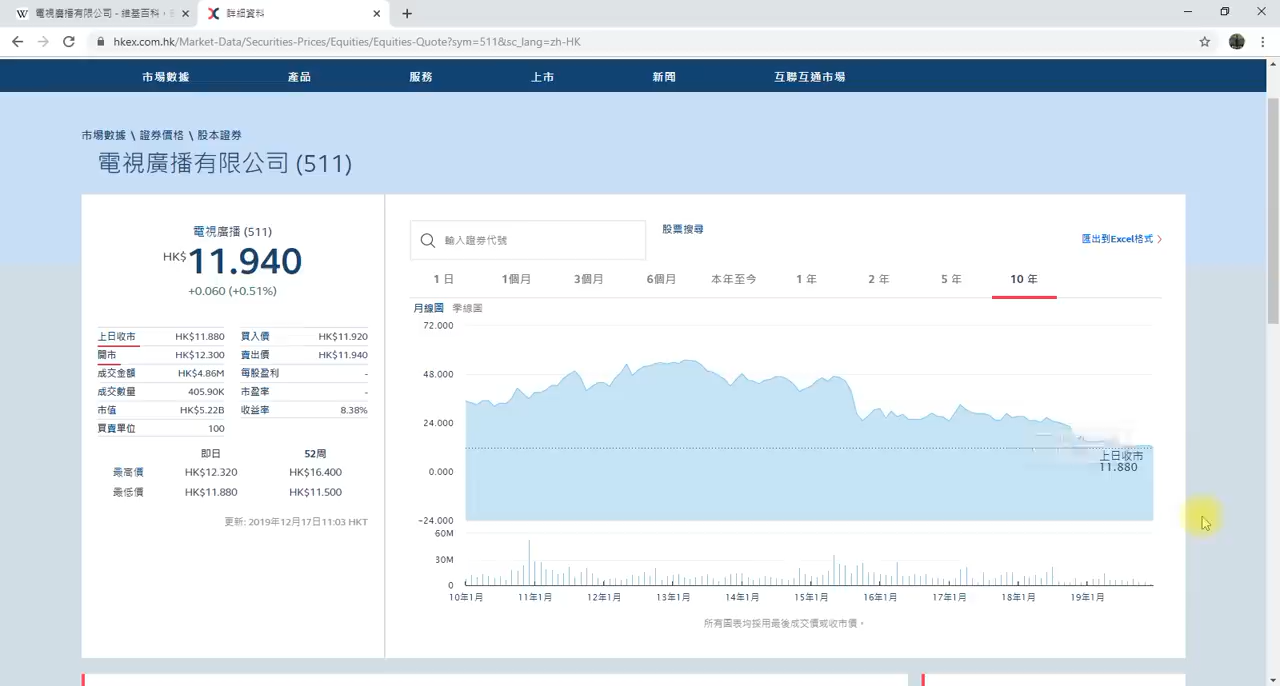 電視廣播有限公司 - 維基百科，
詳細資料
hkex.com.hk/Market-Data/Securities-Prices/Equities/Equities-Quote?sym=511&sc_lang=zh-HK
市場數據 產品 服務 上市 新聞 互聯互通市場
市場數據 \ 證券價格 \ 股本證券
電視廣播有限公司 (511)
電視廣播 (511)
HK$11.940
+0.060 (+0.51%)
上日收市 HK$11.880 買入價 HK$11.920
開市 HK$12.300 賣出價 HK$11.940
成交金額 HK$4.86M 每股盈利 -
成交數量 405.90K 市盈率 -
市值 HK$5.22B 收益率 8.38%
買賣單位 100
即日 52周
最高價 HK$12.320 HK$16.400
最低價 HK$11.880 HK$11.500
更新: 2019年12月17日11:03 HKT
輸入證券代號
股票搜尋
匯出到Excel格式
1 日 1個月 3個月 6個月 本年至今 1 年 2 年 5 年 10 年
月線圖 季線圖
72.000
48.000
24.000
0.000
-24.000
上日收市
11.880
60M
30M
0
10年1月 11年1月 12年1月 13年1月 14年1月 15年1月 16年1月 17年1月 18年1月 19年1月
所有圖表均採用最後成交價或收市價。